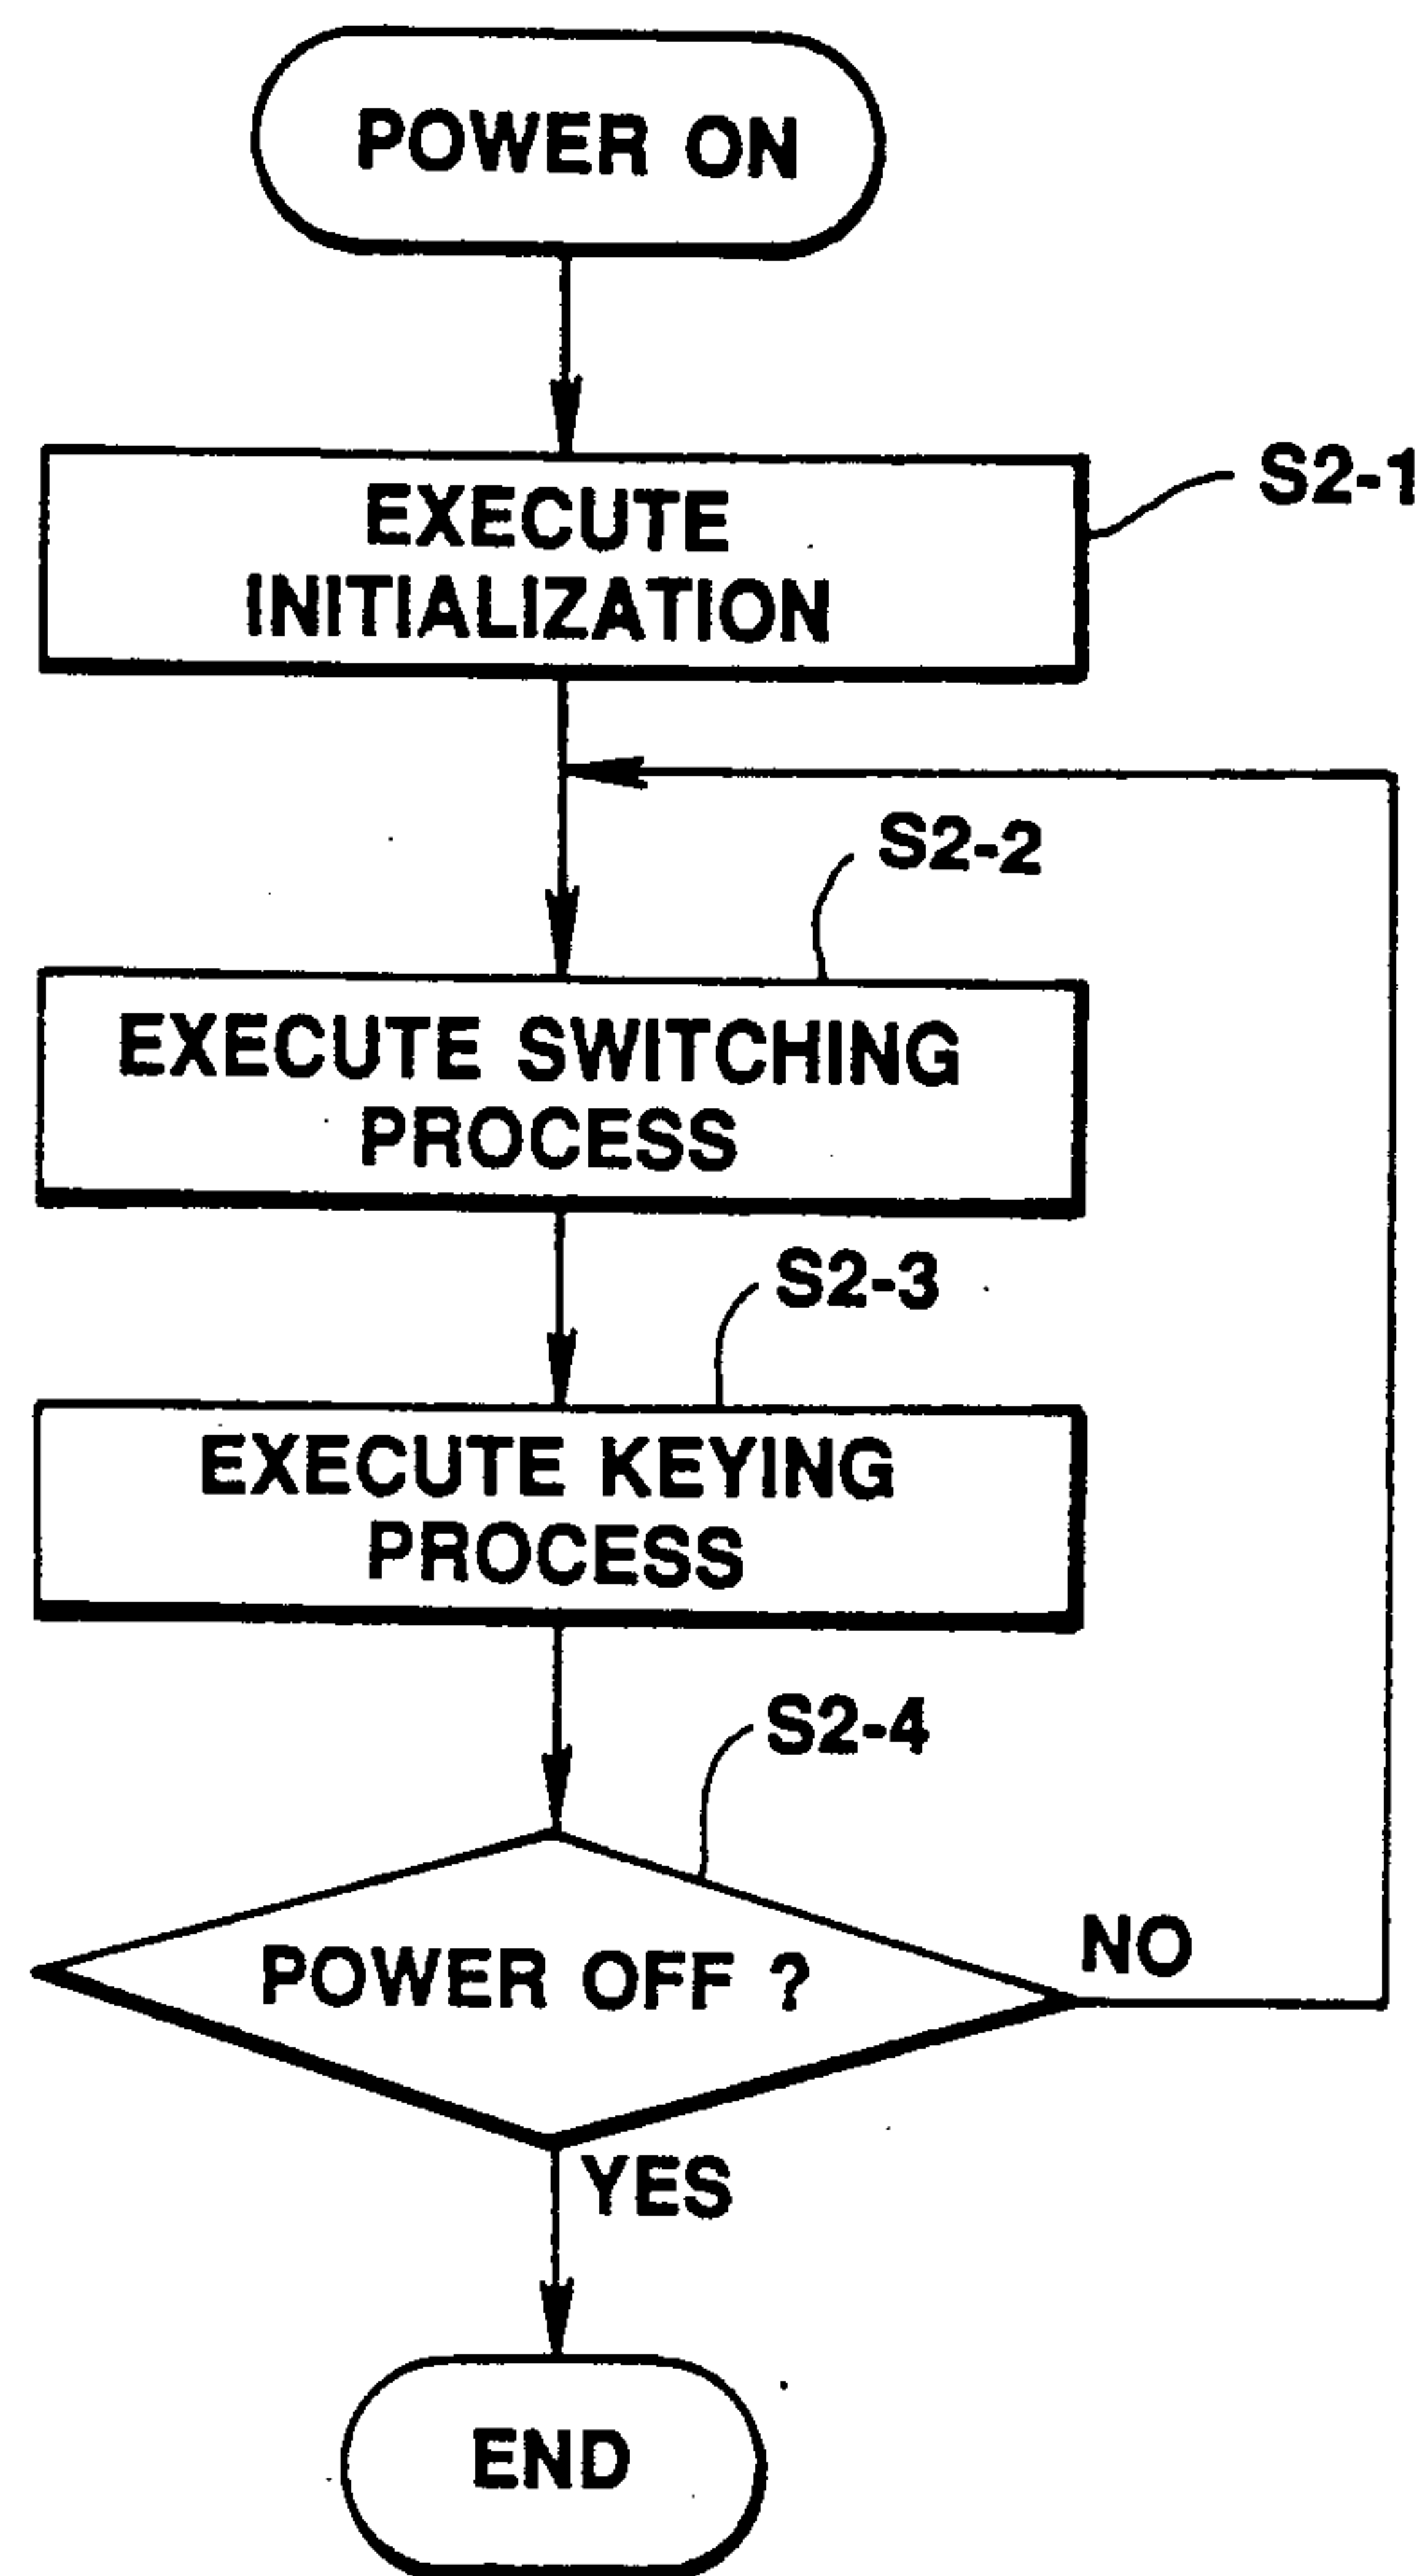 POWER ON
EXECUTE
INITIALIZATION
S2-1
S2-2
EXECUTE SWITCHING
PROCESS
S2-3
EXECUTE KEYING
PROCESS
S2-4
POWER OFF ?
NO
YES
END